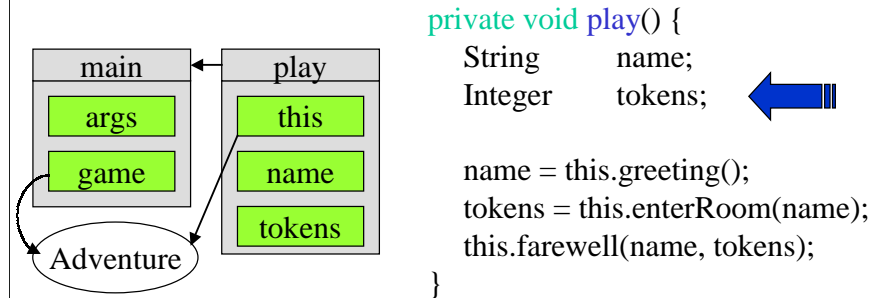 main
args
game
Adventure
play
this
name
tokens
private void play() {
String name;
Integer tokens;
name = this.greeting();
tokens = this.enterRoom(name);
this.farewell(name, tokens);
}